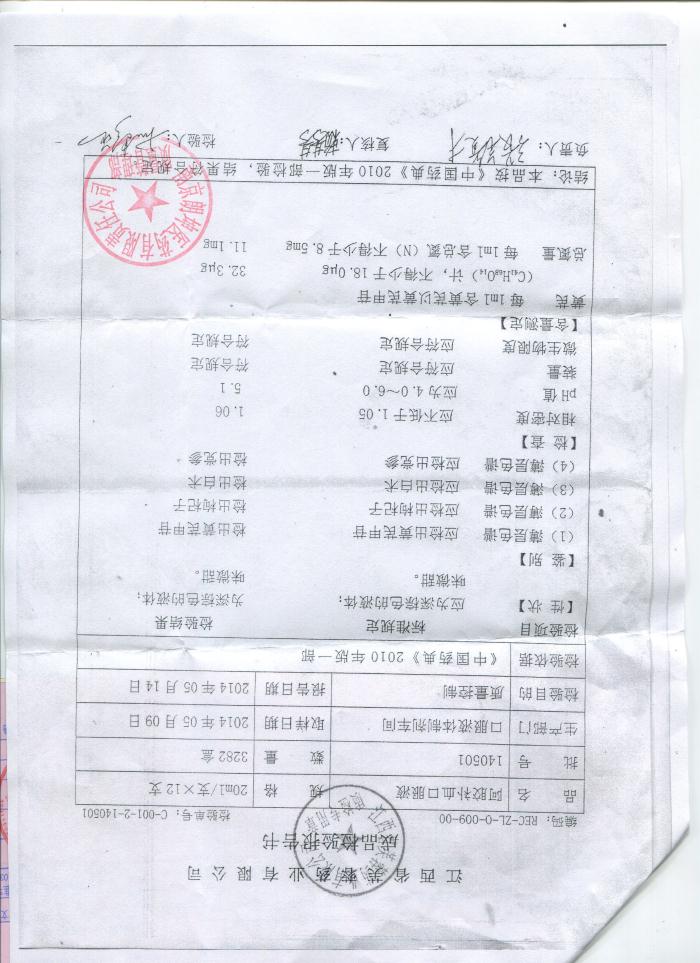 江西省芙蓉药业有限公司
成品检验报告书
编码：REC-ZL-O-009-00 检验单号：C-001-2-140501
品 名 阿胶补血口服液 规 格 20ml/支×12支
批 号 140501 数 量 3282盒
生产部门 口服液体制剂车间 取样日期 2014年05月09日
检验目的 质量控制 报告日期 2014年05月14日
检验依据 《中国药典》2010年版一部
检验项目 标准规定 检验结果
【性 状】 应为深棕色的液体； 为深棕色的液体；
味微甜。 味微甜。
【鉴 别】
（1）薄层色谱 应检出黄芪甲苷 检出黄芪甲苷
（2）薄层色谱 应检出枸杞子 检出枸杞子
（3）薄层色谱 应检出白术 检出白术
（4）薄层色谱 应检出党参 检出党参
【检 查】
相对密度 应不低于1.05 1.06
pH值 应为4.0～6.0 5.1
装量 应符合规定 符合规定
微生物限度 应符合规定 符合规定
【含量测定】
黄芪 每1ml含黄芪以黄芪甲苷
（C₄₁H₆₈O₁₄）计，不得少于18.0μg 32.3μg
总氮量 每1ml总含氮（N）不得少于8.5mg 11.1mg
结论：本品按《中国药典》2010年版一部检验，结果符合规定
负责人： 复核人： 检验人：
南京朗坤医药有限责任公司